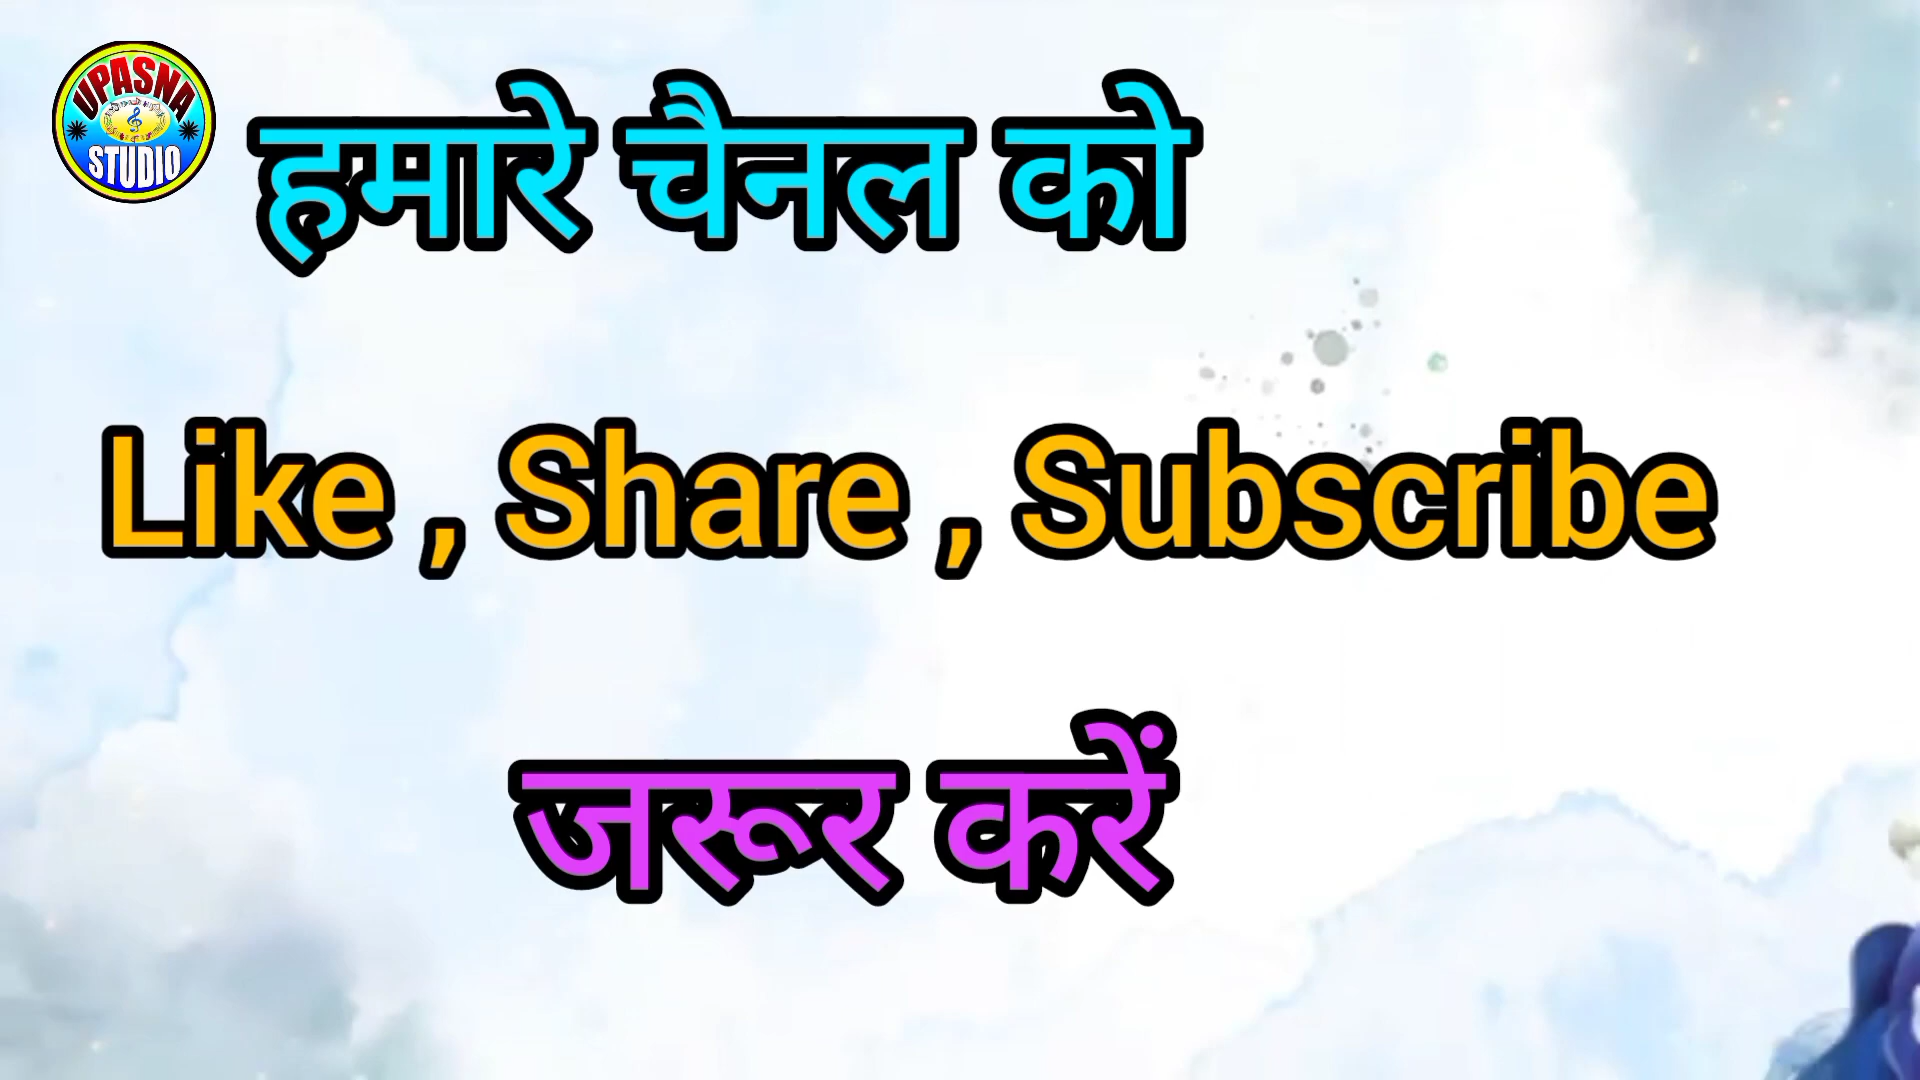 UPASNA
STUDIO
हमारे चैनल को
Like , Share , Subscribe
जरूर करें